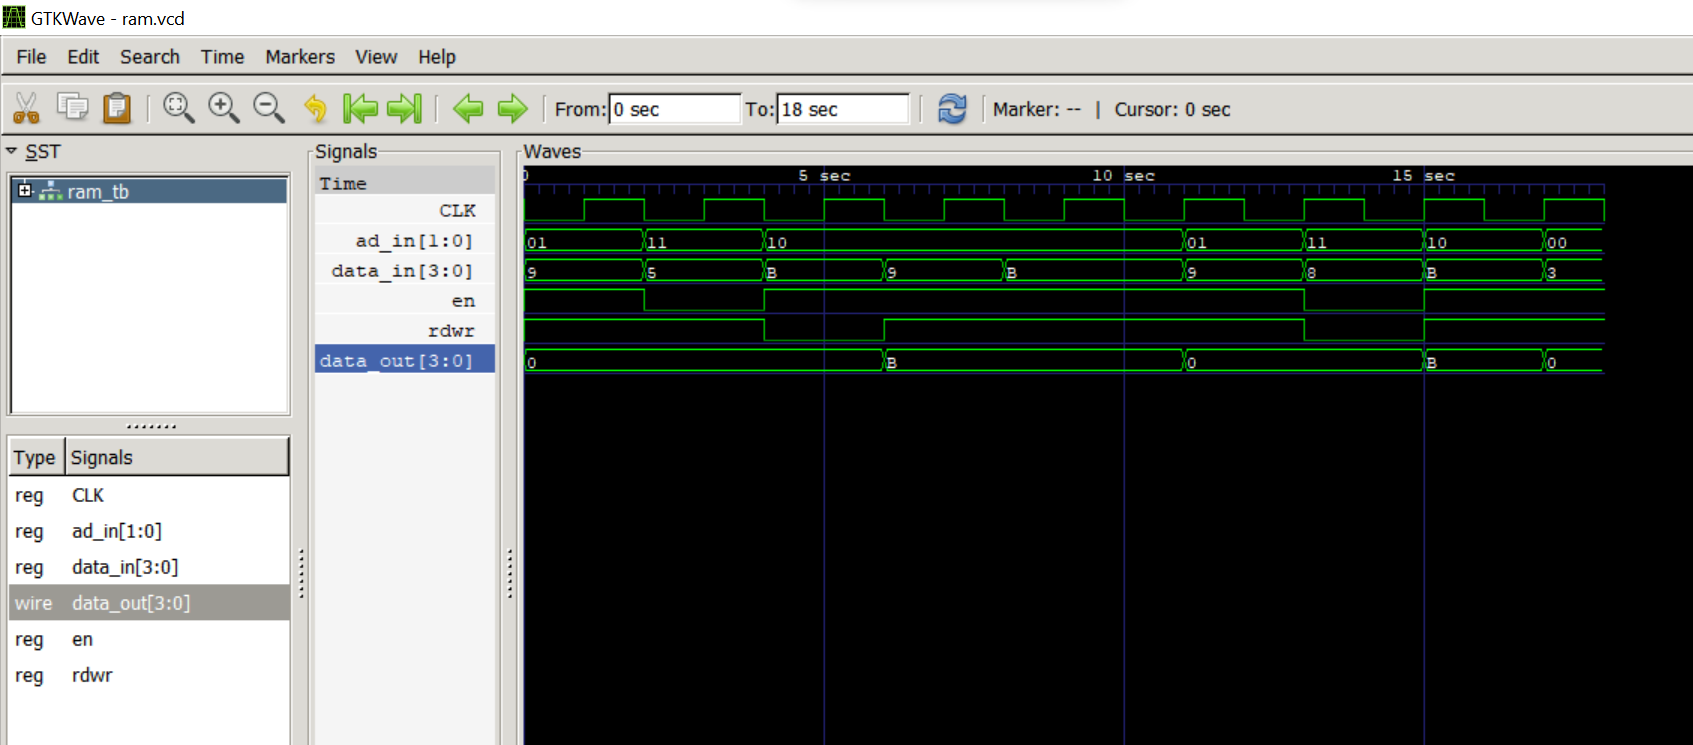 GTKWave - ram.vcd
File Edit Search Time Markers View Help
From: 0 sec To: 18 sec Marker: -- | Cursor: 0 sec
SST
ram_tb
Type Signals
reg CLK
reg ad_in[1:0]
reg data_in[3:0]
wire data_out[3:0]
reg en
reg rdwr
Signals
Time
CLK
ad_in[1:0]
data_in[3:0]
en
rdwr
data_out[3:0]
Waves
0 5 sec 10 sec 15 sec
01 11 10 01 11 10 00
9 5 B 9 B 9 8 B 3
0 B 0 B 0